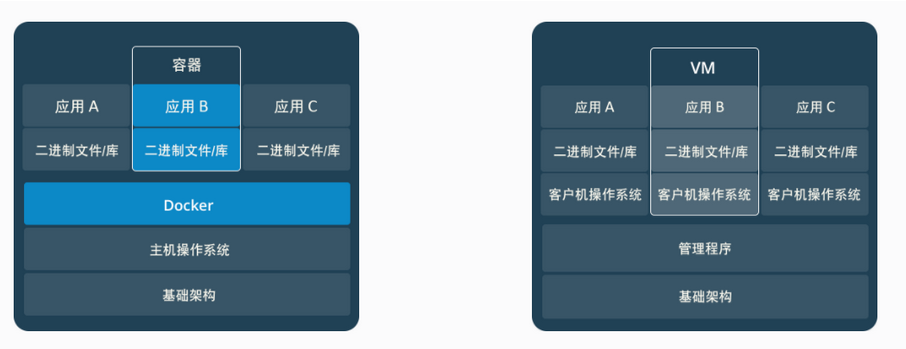 容器
应用 A
应用 B
应用 C
二进制文件/库
二进制文件/库
二进制文件/库
Docker
主机操作系统
基础架构
VM
应用 A
应用 B
应用 C
二进制文件/库
二进制文件/库
二进制文件/库
客户机操作系统
客户机操作系统
客户机操作系统
管理程序
基础架构